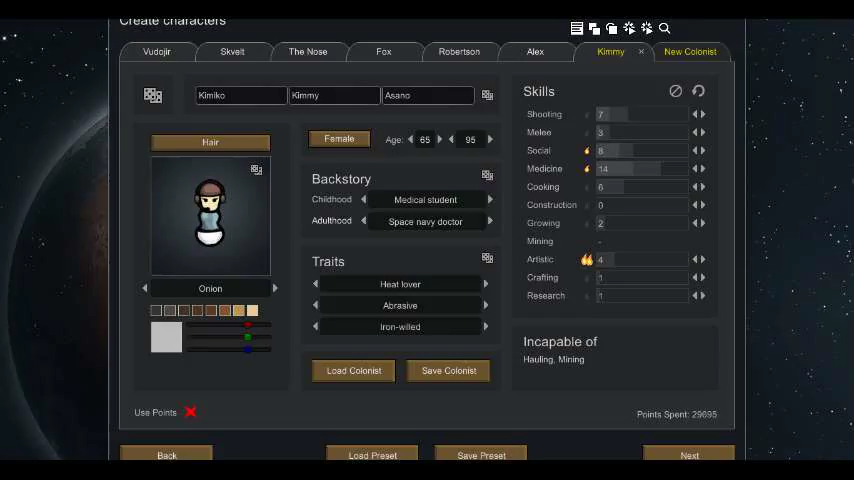 Create characters
Vudojir Skvelt The Nose Fox Robertson Alex Kimmy × New Colonist
Kimiko Kimmy Asano
Hair
Female Age: 65 95
Backstory
Childhood Medical student
Adulthood Space navy doctor
Traits
Heat lover
Abrasive
Iron-willed
Onion
Load Colonist Save Colonist
Skills
Shooting 7
Melee 3
Social 8
Medicine 14
Cooking 6
Construction 0
Growing 2
Mining -
Artistic 4
Crafting 1
Research 1
Incapable of
Hauling, Mining
Use Points
Points Spent: 29695
Back Load Preset Save Preset Next